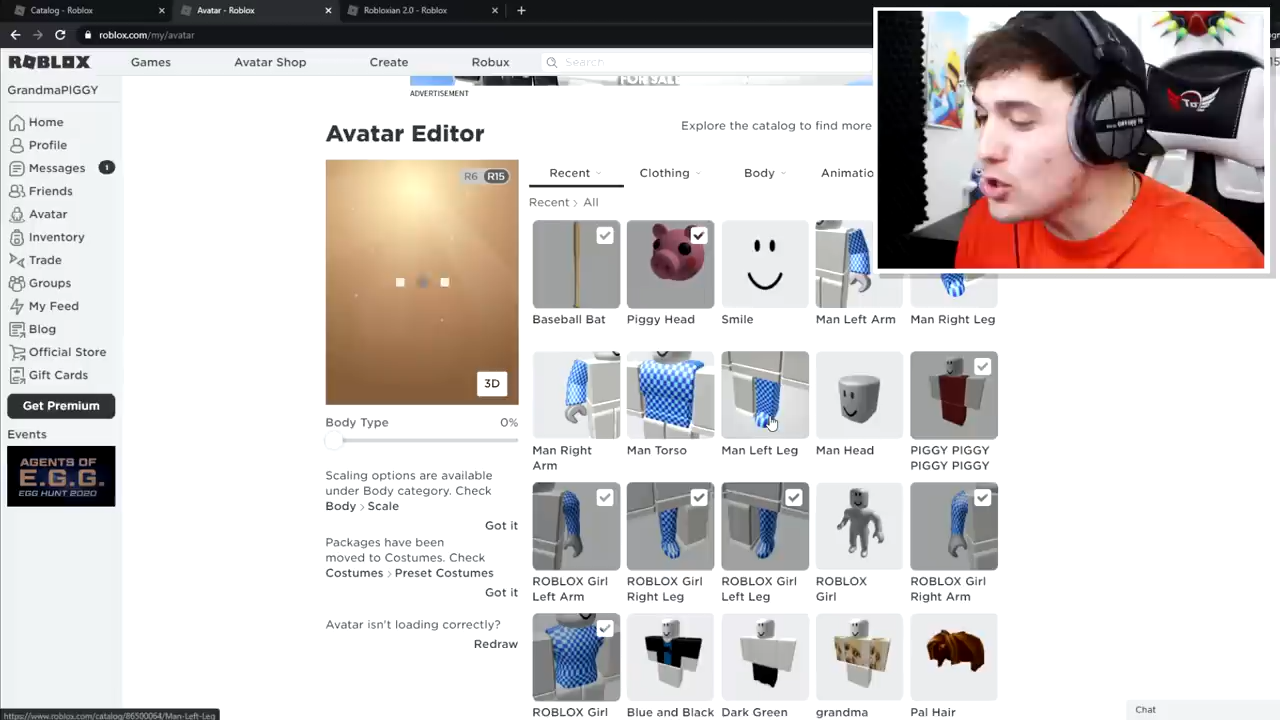 Catalog - Roblox
Avatar - Roblox
Robloxian 2.0 - Roblox
roblox.com/my/avatar
ROBLOX
Games
Avatar Shop
Create
Robux
Search
GrandmaPIGGY
Home
Profile
Messages
1
Friends
Avatar
Inventory
Trade
Groups
My Feed
Blog
Official Store
Gift Cards
Get Premium
Events
AGENTS OF
E.G.G.
EGG HUNT 2020
FOR SALE
ADVERTISEMENT
Avatar Editor
Explore the catalog to find more
R6 R15
3D
Body Type 0%
Scaling options are available
under Body category. Check
Body > Scale
Got it
Packages have been
moved to Costumes. Check
Costumes > Preset Costumes
Got it
Avatar isn't loading correctly?
Redraw
Recent
Clothing
Body
Animatio
Recent > All
Baseball Bat
Piggy Head
Smile
Man Left Arm
Man Right Leg
Man Right
Arm
Man Torso
Man Left Leg
Man Head
PIGGY PIGGY
PIGGY PIGGY
ROBLOX Girl
Left Arm
ROBLOX Girl
Right Leg
ROBLOX Girl
Left Leg
ROBLOX
Girl
ROBLOX Girl
Right Arm
ROBLOX Girl
Blue and Black
Dark Green
grandma
Pal Hair
Chat
https://www.roblox.com/catalog/86500064/Man-Left-Leg